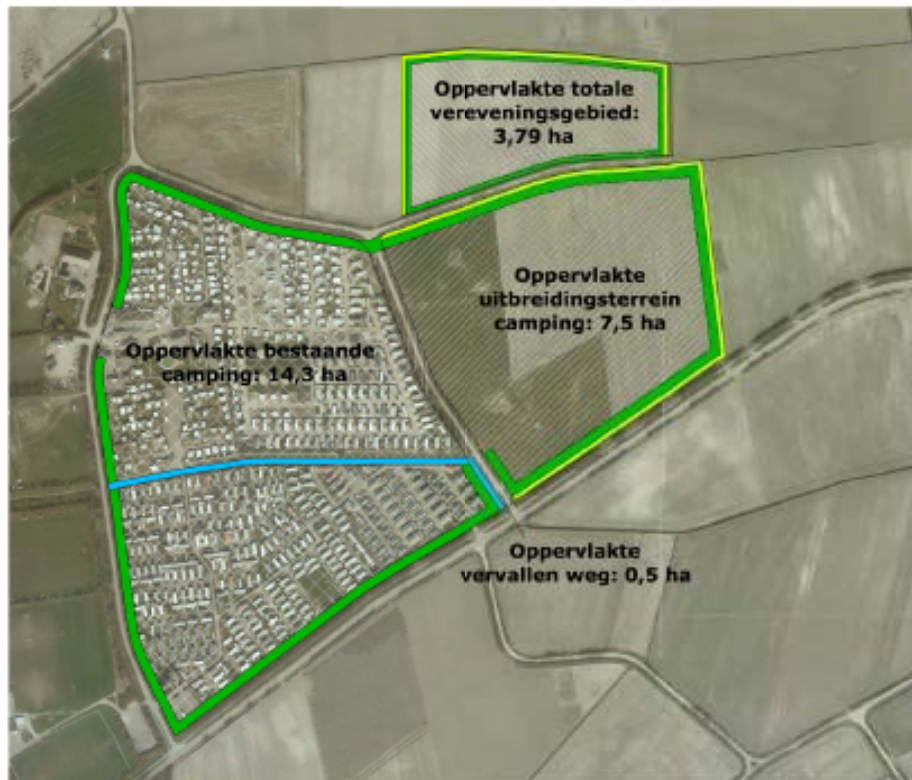 Oppervlakte totale
vereveningsgebied:
3,79 ha
Oppervlakte
uitbreidingsterrein
camping: 7,5 ha
Oppervlakte bestaande
camping: 14,3 ha
Oppervlakte
vervallen weg: 0,5 ha